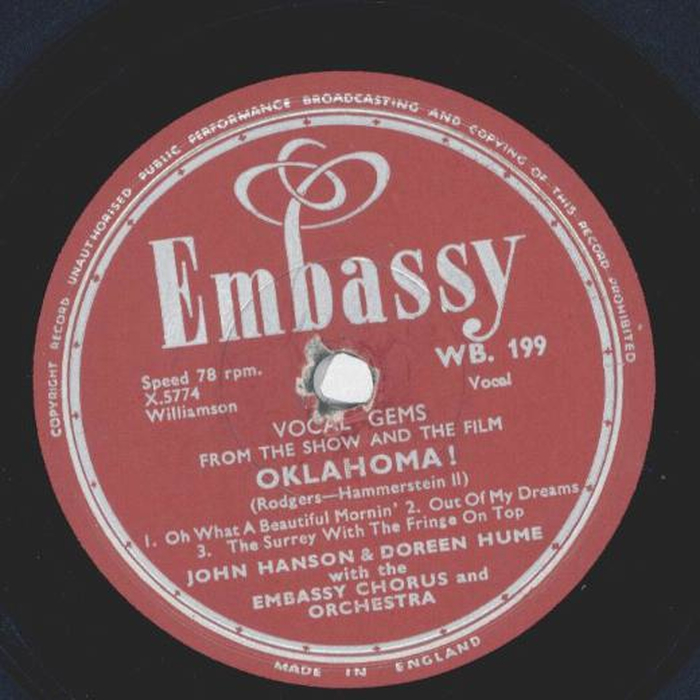 COPYRIGHT RECORD UNAUTHORISED PUBLIC PERFORMANCE BROADCASTING AND COPYING OF THIS RECORD PROHIBITED
Embassy
WB. 199
Speed 78 rpm.
Vocal
X.5774
Williamson
VOCAL GEMS
FROM THE SHOW AND THE FILM
OKLAHOMA!
(Rodgers—Hammerstein II)
1. Oh What A Beautiful Mornin' 2. Out Of My Dreams
3. The Surrey With The Fringe On Top
JOHN HANSON & DOREEN HUME
with the
EMBASSY CHORUS and
ORCHESTRA
MADE IN ENGLAND